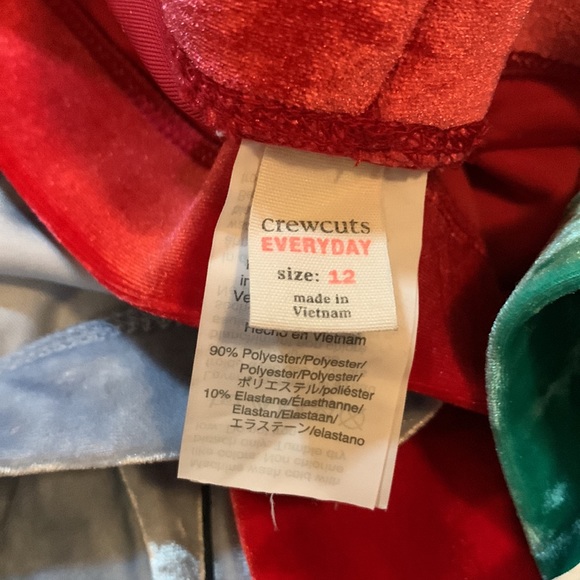 crewcuts
EVERYDAY
size: 12
made in
Vietnam
Hecho en Vietnam
90% Polyester/Polyester/
Polyester/Polyester/
ポリエステル/poliéster
10% Elastane/Élasthanne/
Elastan/Elastaan/
エラステーン/elastano